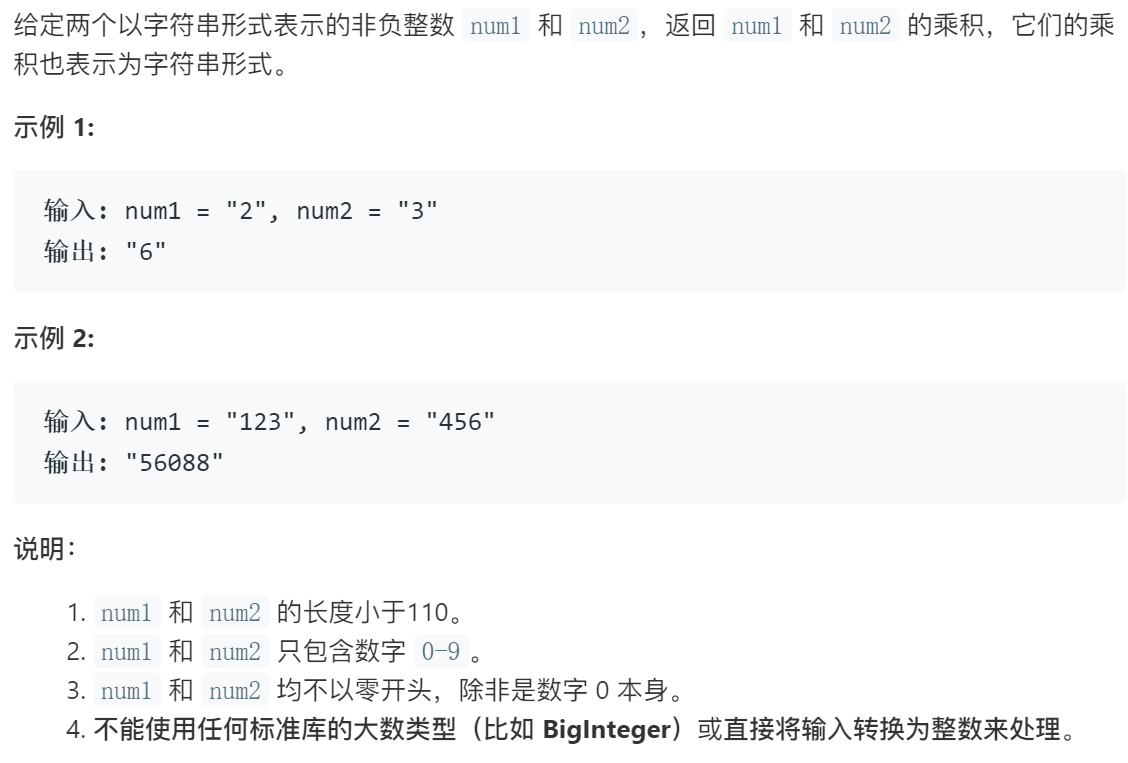 给定两个以字符串形式表示的非负整数 num1 和 num2，返回 num1 和 num2 的乘积，它们的乘
积也表示为字符串形式。
示例 1:
输入: num1 = "2", num2 = "3"
输出: "6"
示例 2:
输入: num1 = "123", num2 = "456"
输出: "56088"
说明：
1. num1 和 num2 的长度小于110。
2. num1 和 num2 只包含数字 0-9。
3. num1 和 num2 均不以零开头，除非是数字 0 本身。
4. 不能使用任何标准库的大数类型（比如 BigInteger）或直接将输入转换为整数来处理。